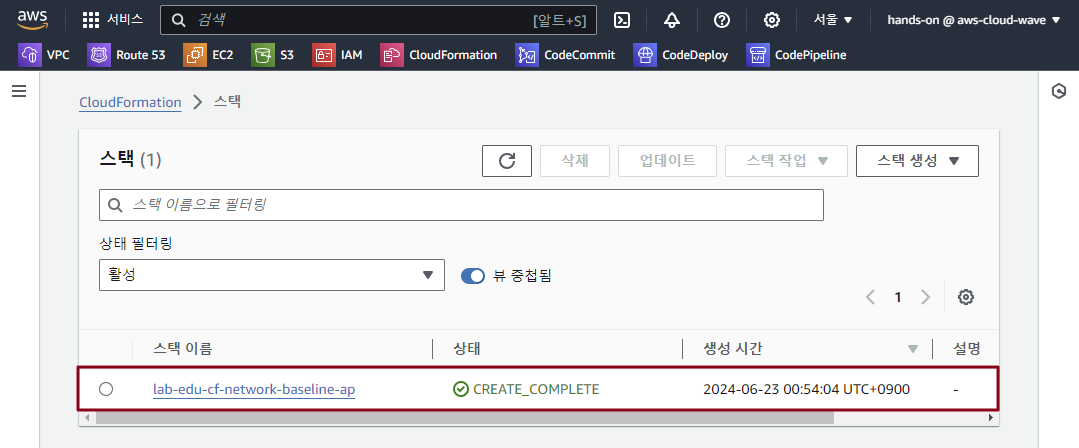 aws 서비스 검색 [알트+S] 서울 hands-on @ aws-cloud-wave
VPC Route 53 EC2 S3 IAM CloudFormation CodeCommit CodeDeploy CodePipeline
CloudFormation 스택
스택 (1) 삭제 업데이트 스택 작업 스택 생성
스택 이름으로 필터링
상태 필터링
활성 뷰 중첩됨
1
스택 이름 상태 생성 시간 설명
lab-edu-cf-network-baseline-ap CREATE_COMPLETE 2024-06-23 00:54:04 UTC+0900 -